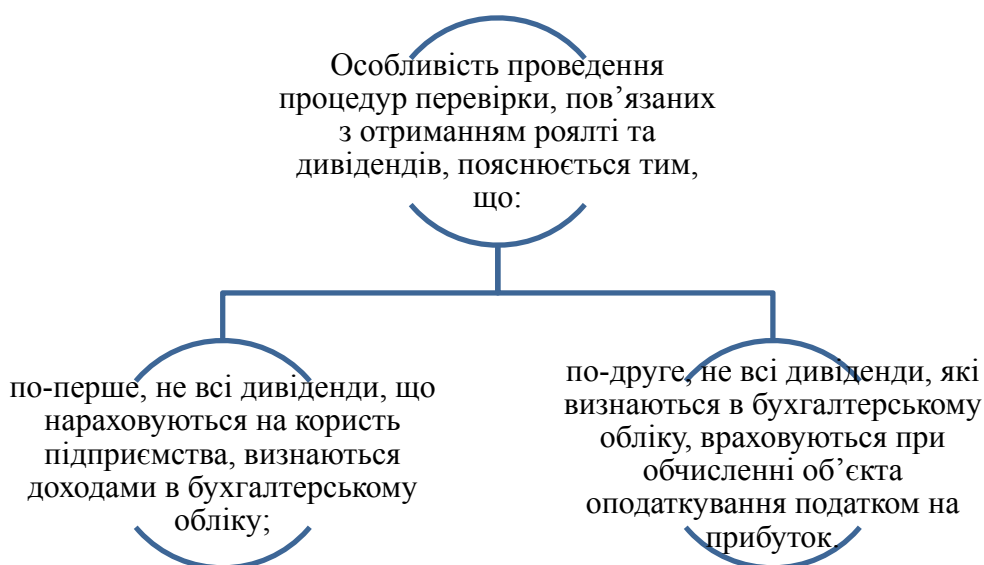 Особливість проведення
процедур перевірки, пов’язаних
з отриманням роялті та
дивідендів, пояснюється тим,
що:
по-перше, не всі дивіденди, що
нараховуються на користь
підприємства, визнаються
доходами в бухгалтерському
обліку;
по-друге, не всі дивіденди, які
визнаються в бухгалтерському
обліку, враховуються при
обчисленні об’єкта
оподаткування податком на
прибуток.